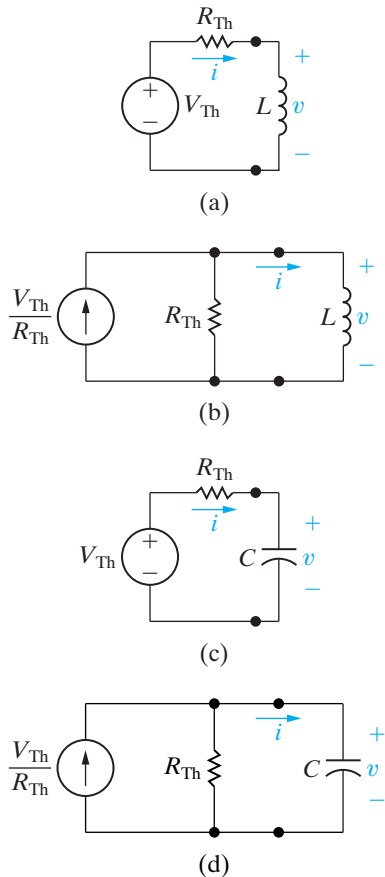 R_Th
+
i
+
−
V_Th
L
v
+
−
(a)
V_Th
R_Th
R_Th
i
L
+
v
−
(b)
R_Th
i
V_Th
+
−
C
+
v
−
(c)
V_Th
R_Th
R_Th
i
C
+
v
−
(d)